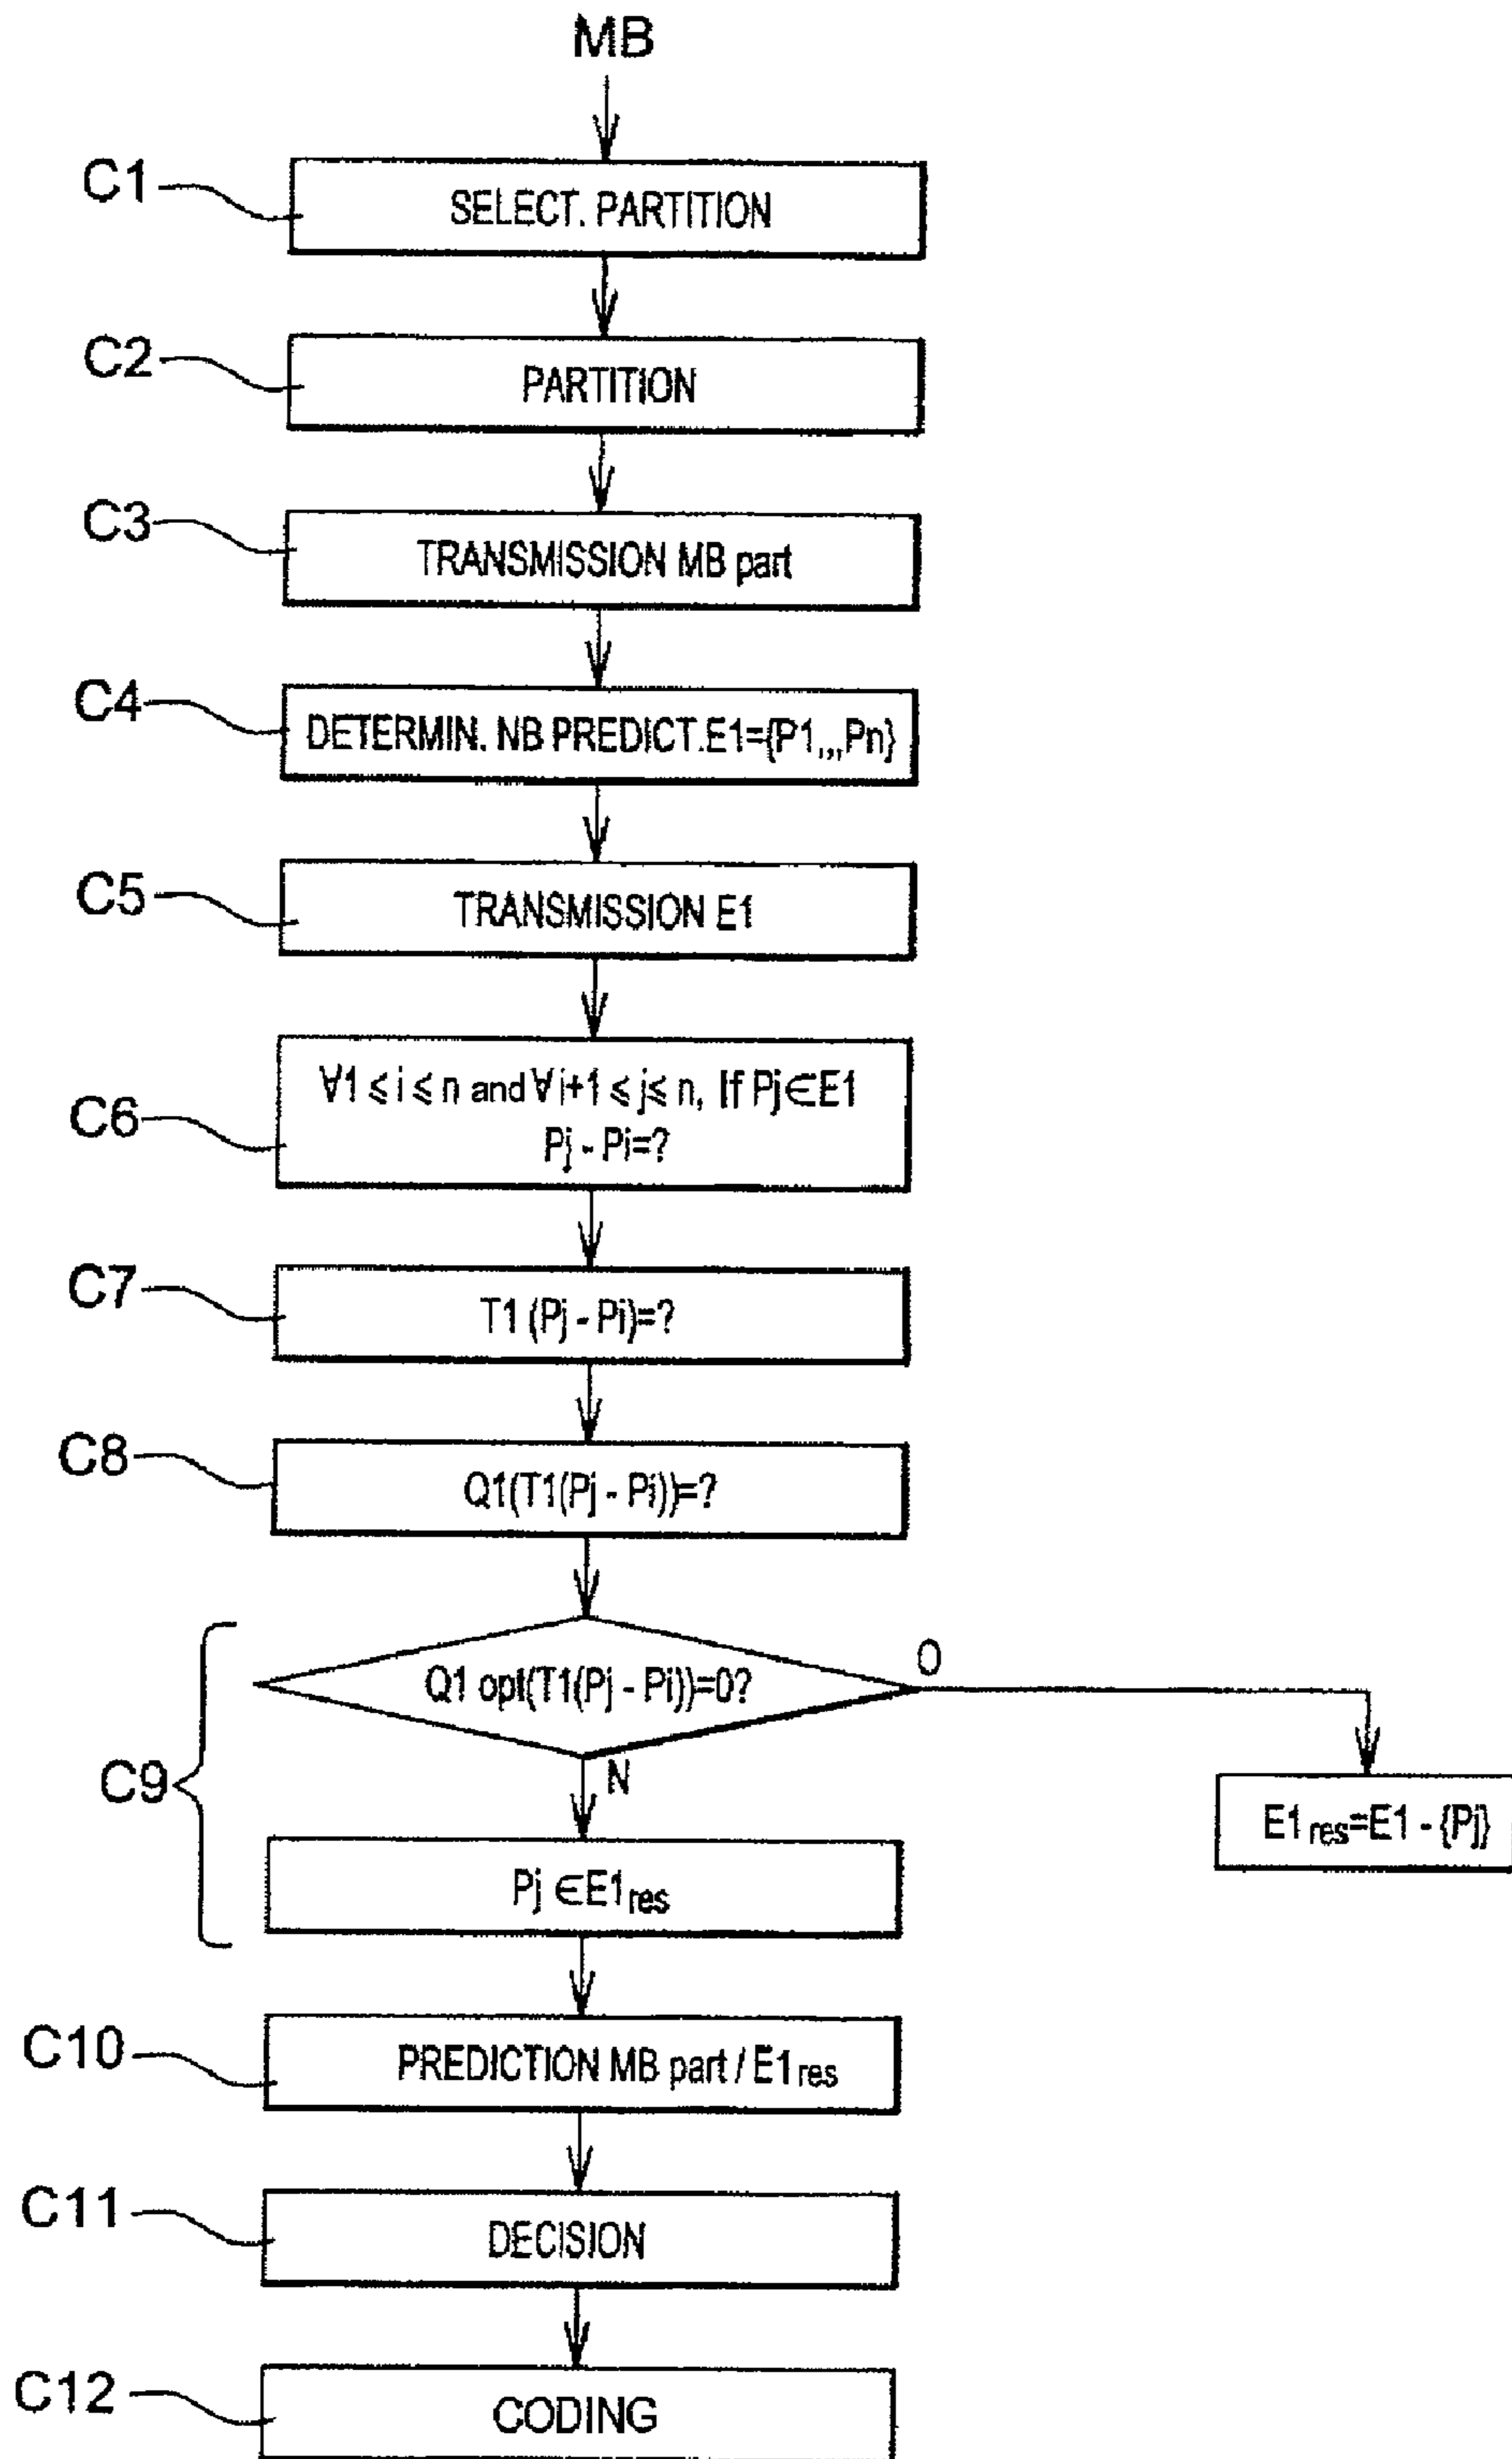 MB
C1
SELECT. PARTITION
C2
PARTITION
C3
TRANSMISSION MB part
C4
DETERMIN. NB PREDICT.E1={P1,,,Pn}
C5
TRANSMISSION E1
C6
∀1 ⩽ i ⩽ n and ∀i+1 ⩽ j ⩽ n, If Pj∈E1
Pj - Pi=?
C7
T1 (Pj - Pi)=?
C8
Q1(T1(Pj - Pi))=?
C9
Q1 opt(T1(Pj - Pi))=0?
O
N
E1res=E1 - {Pj}
Pj ∈E1res
C10
PREDICTION MB part / E1res
C11
DECISION
C12
CODING